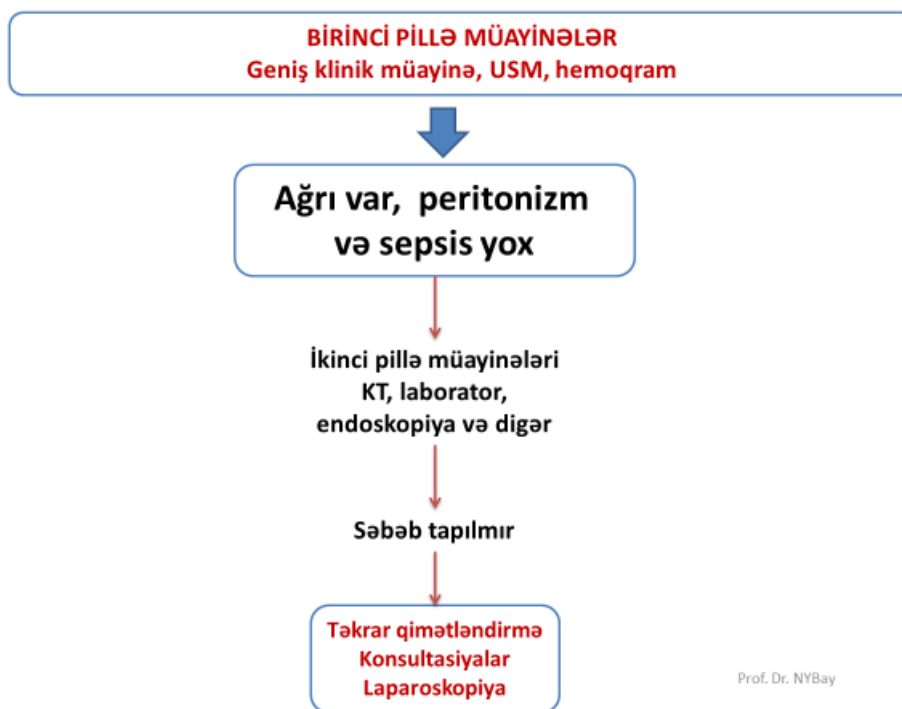 BİRİNCİ PİLLƏ MÜAYİNƏLƏR
Geniş klinik müayinə, USM, hemoqram
Ağrı var, peritonizm
və sepsis yox
İkinci pillə müayinələri
KT, laborator,
endoskopiya və digər
Səbəb tapılmır
Təkrar qimətləndirmə
Konsultasiyalar
Laparoskopiya
Prof. Dr. NYBay